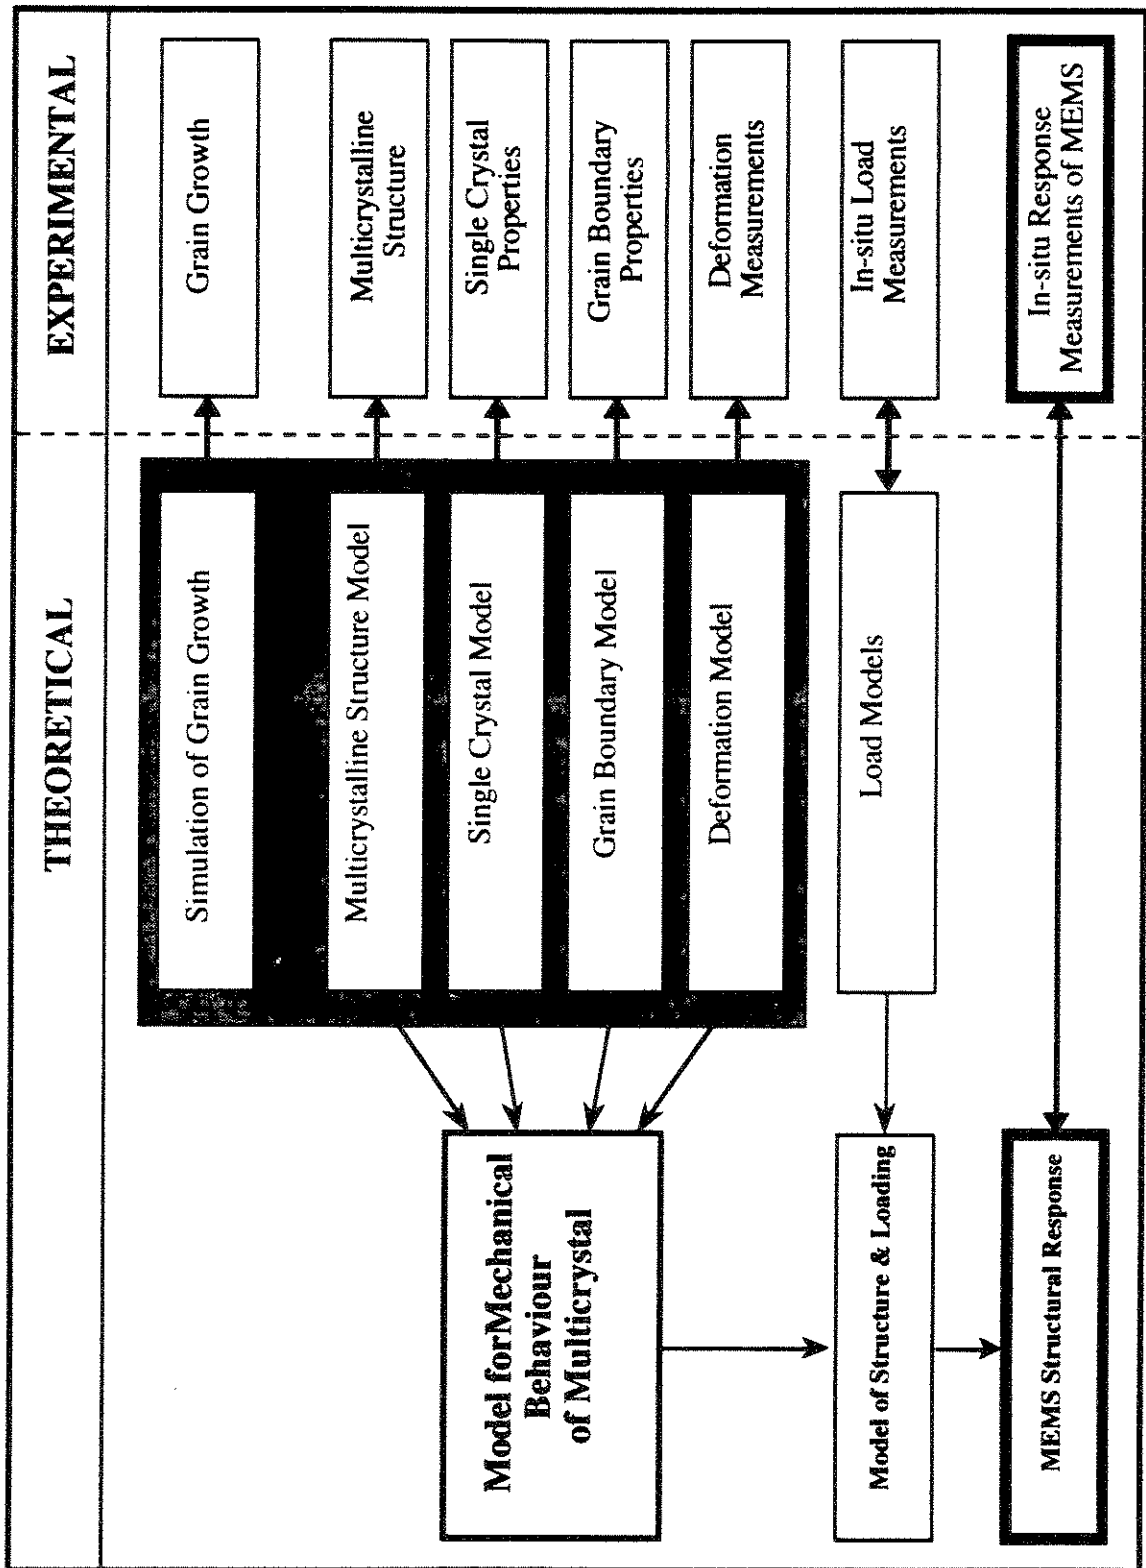 THEORETICAL
EXPERIMENTAL
Simulation of Grain Growth
Grain Growth
Multicrystalline Structure Model
Multicrystalline
Structure
Model forMechanical
Behaviour
of Multicrystal
Single Crystal Model
Single Crystal
Properties
Grain Boundary Model
Grain Boundary
Properties
Deformation Model
Deformation
Measurements
Model of Structure & Loading
Load Models
In-situ Load
Measurements
MEMS Structural Response
In-situ Response
Measurements of MEMS